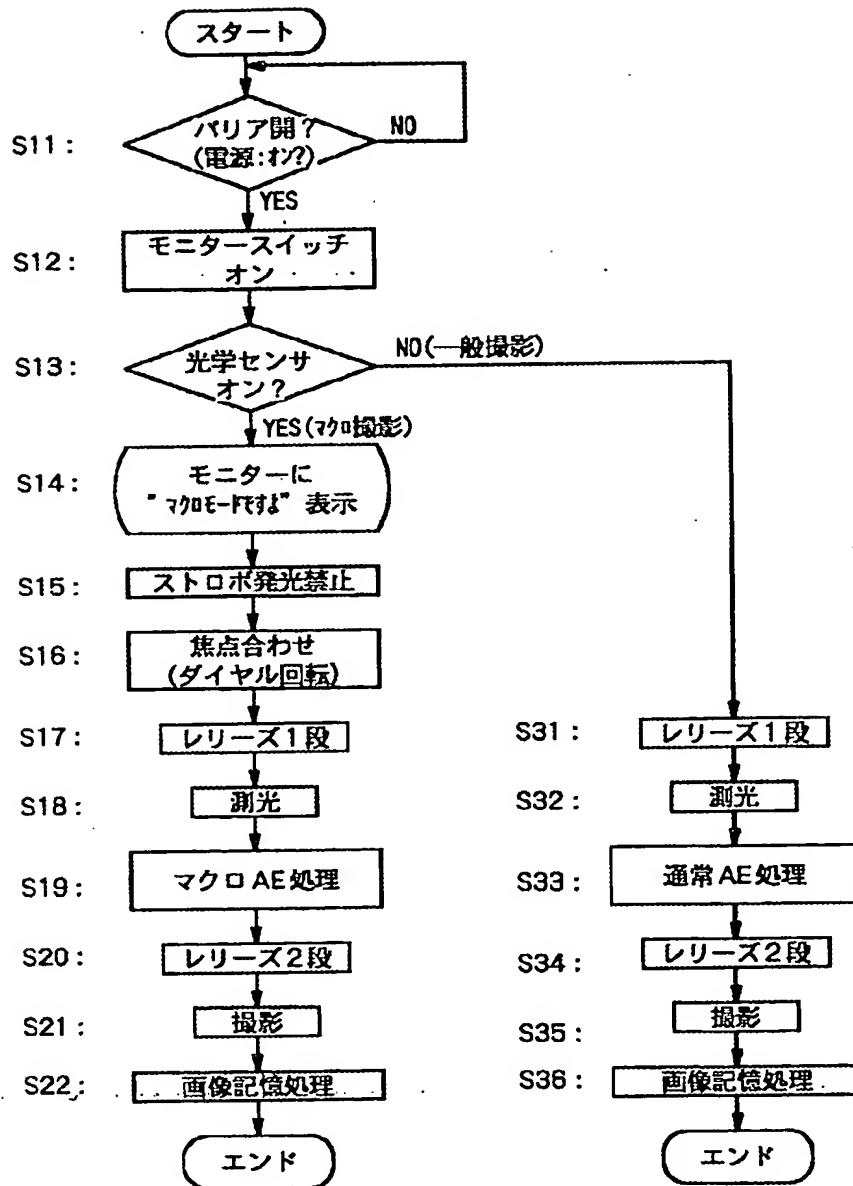 スタート
S11:
バリア開?
(電源:オン?)
NO
YES
S12:
モニタースイッチ
オン
S13:
光学センサ
オン?
NO(一般撮影)
YES(マクロ撮影)
S14:
モニターに
"マクロモードですよ" 表示
S15:
ストロボ発光禁止
S16:
焦点合わせ
(ダイヤル回転)
S17:
レリーズ1段
S18:
測光
S19:
マクロAE処理
S20:
レリーズ2段
S21:
撮影
S22:
画像記憶処理
エンド
S31:
レリーズ1段
S32:
測光
S33:
通常AE処理
S34:
レリーズ2段
S35:
撮影
S36:
画像記憶処理
エンド